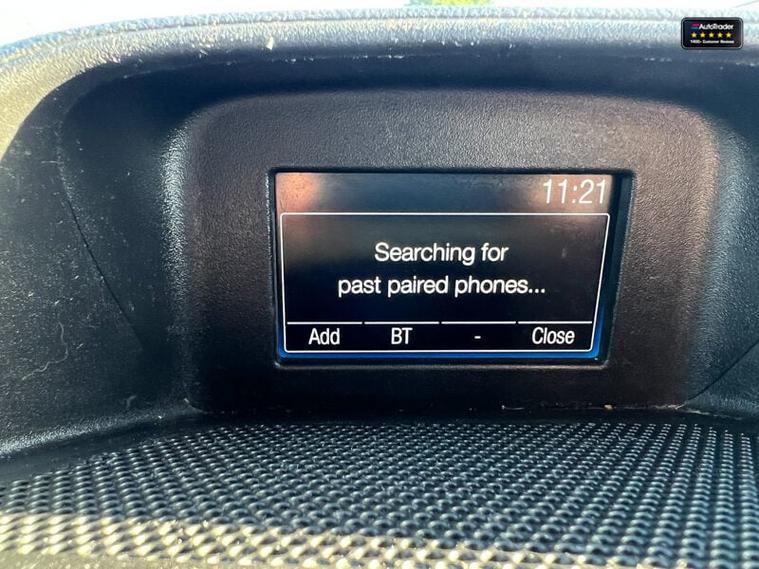 AutoTrader
11:21
Searching for
past paired phones...
Add BT - Close